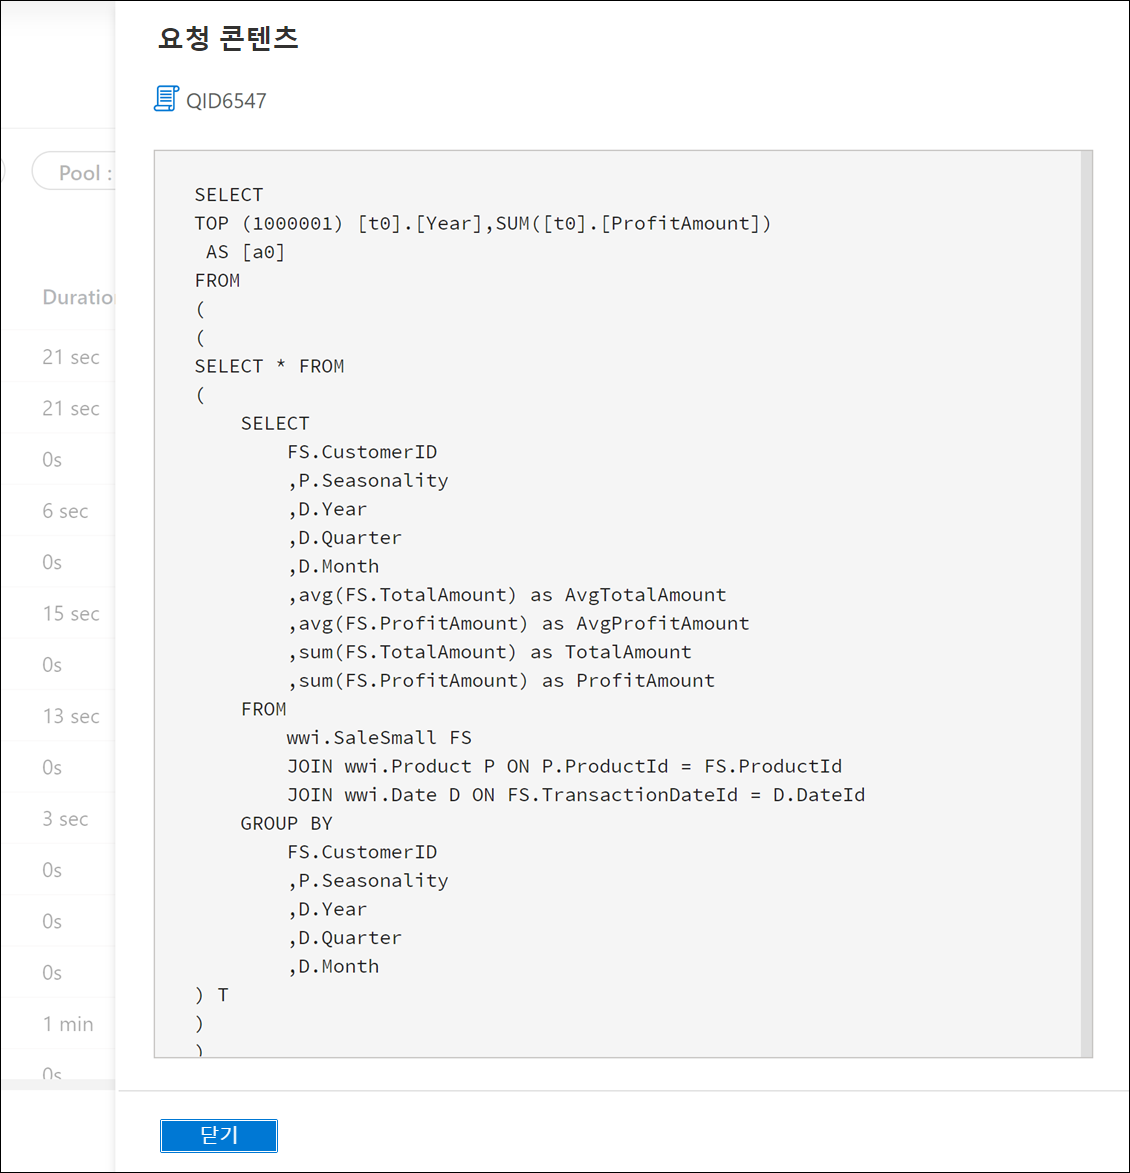 요청 콘텐츠
QID6547
Pool :
Duratio
21 sec
21 sec
0s
6 sec
0s
15 sec
0s
13 sec
0s
3 sec
0s
0s
0s
1 min
0s
SELECT
TOP (1000001) [t0].[Year],SUM([t0].[ProfitAmount])
AS [a0]
FROM
(
(
SELECT * FROM
(
SELECT
FS.CustomerID
,P.Seasonality
,D.Year
,D.Quarter
,D.Month
,avg(FS.TotalAmount) as AvgTotalAmount
,avg(FS.ProfitAmount) as AvgProfitAmount
,sum(FS.TotalAmount) as TotalAmount
,sum(FS.ProfitAmount) as ProfitAmount
FROM
wwi.SaleSmall FS
JOIN wwi.Product P ON P.ProductId = FS.ProductId
JOIN wwi.Date D ON FS.TransactionDateId = D.DateId
GROUP BY
FS.CustomerID
,P.Seasonality
,D.Year
,D.Quarter
,D.Month
) T
)
)
닫기